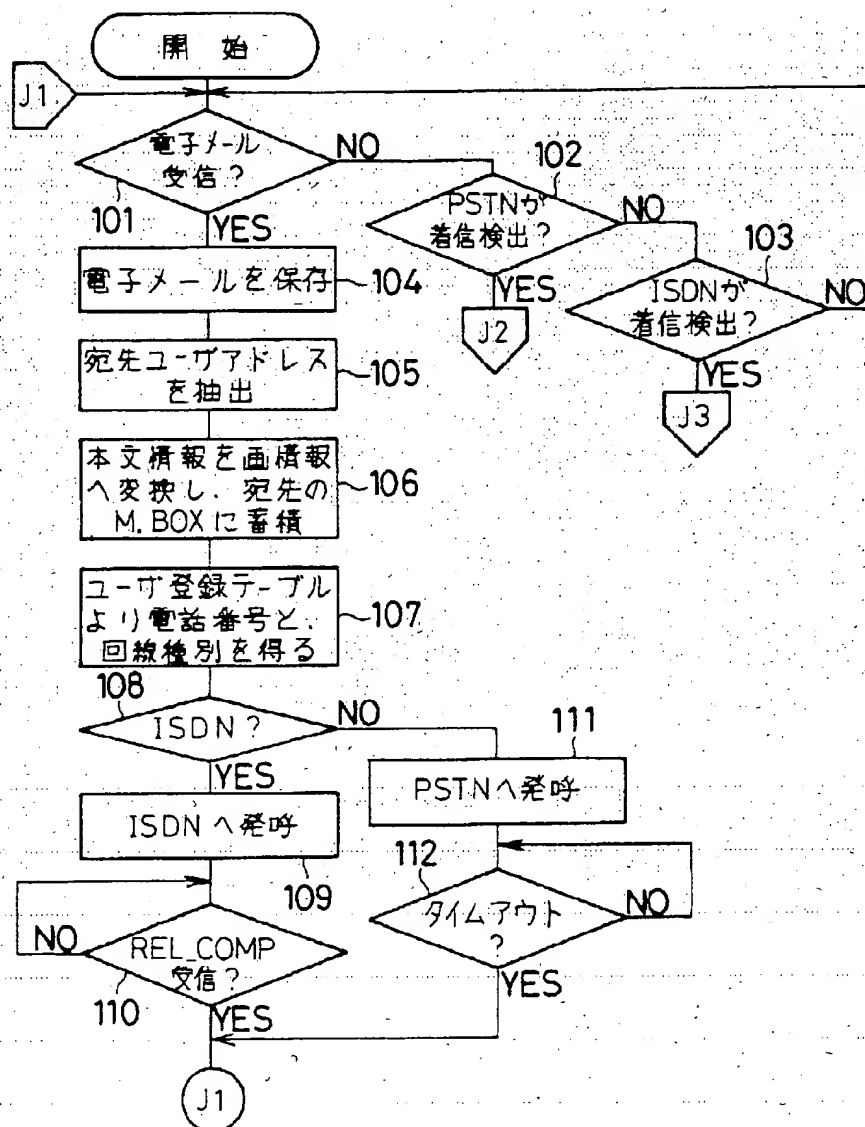 開始
J1
電子メール
受信?
NO
101
YES
102
PSTNが
着信検出?
NO
YES
J2
103
ISDNが
着信検出?
NO
YES
J3
電子メールを保存
104
宛先ユーザアドレス
を抽出
105
本文情報を画情報
へ変換し、宛先の
M.BOXに蓄積
106
ユーザ登録テーブル
より電話番号と、
回線種別を得る
107
108
ISDN?
NO
YES
111
PSTNへ発呼
ISDNへ発呼
109
112
タイムアウト
?
NO
YES
NO
REL_COMP
受信?
110
YES
J1